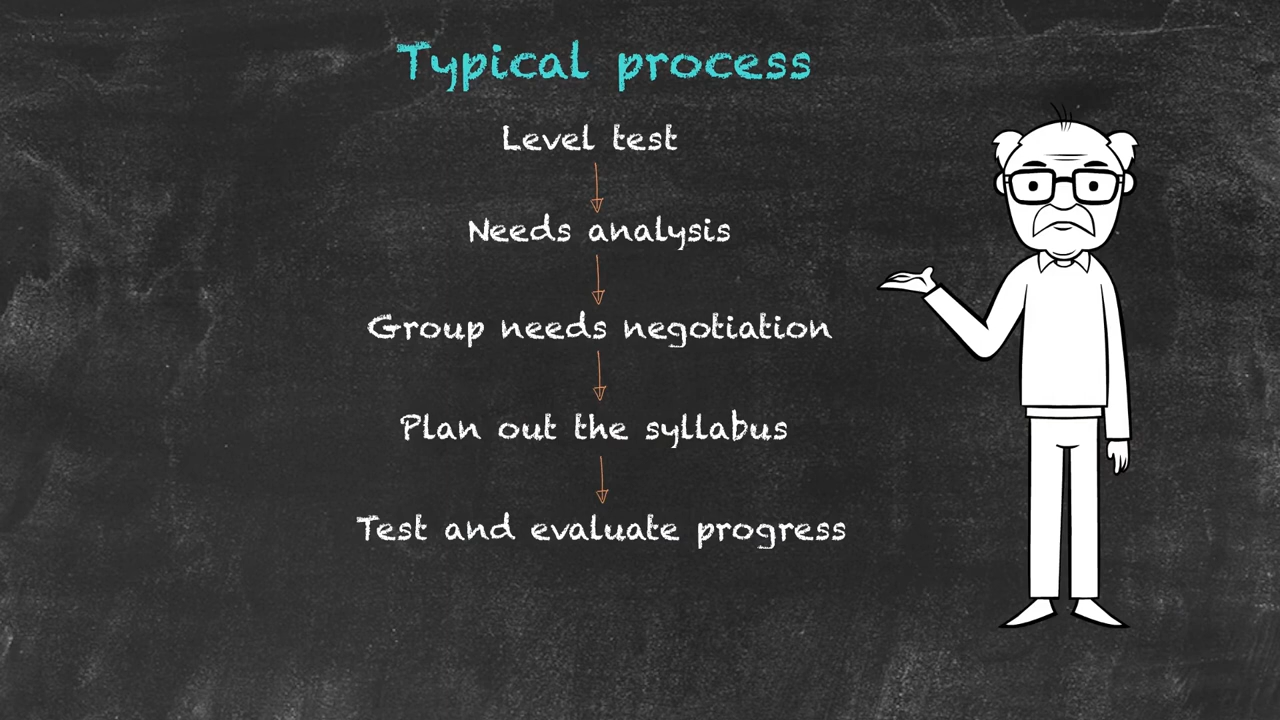 Typical process
Level test
Needs analysis
Group needs negotiation
Plan out the syllabus
Test and evaluate progress